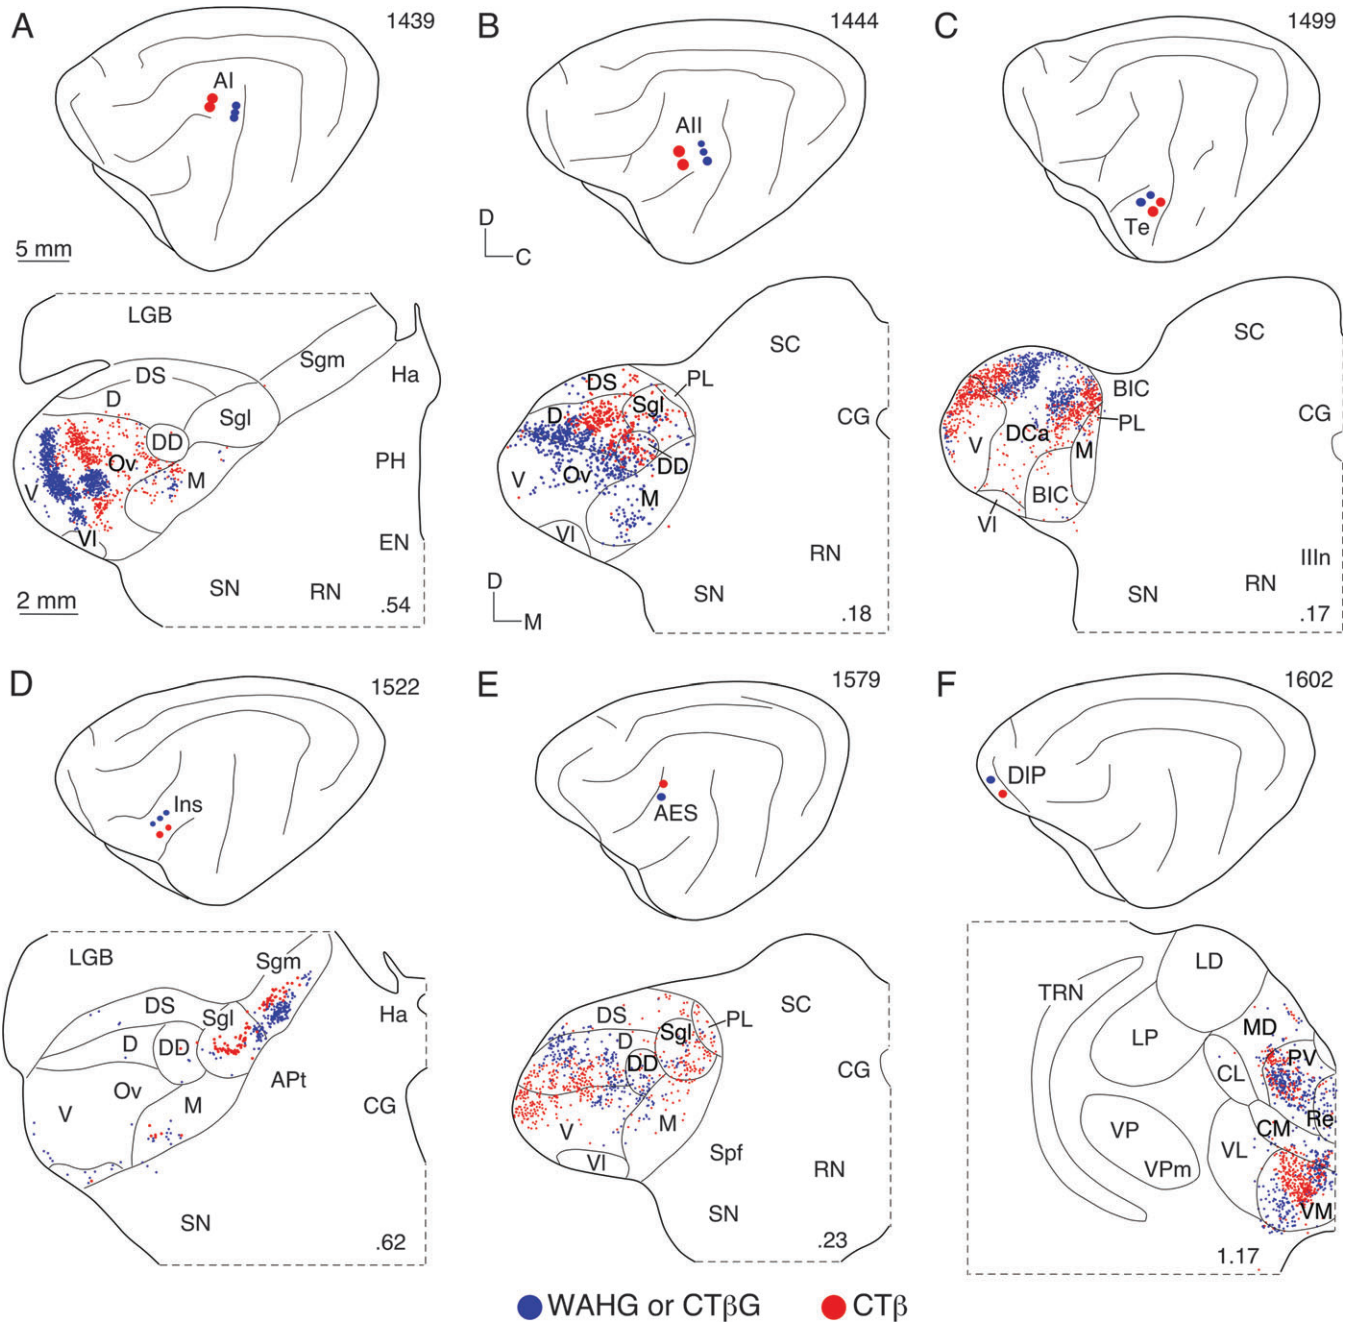 A 1439
AI
5 mm
LGB
Sgm
DS
Ha
D
Sgl
DD
Ov
PH
M
V
Vl
EN
SN
RN
2 mm
.54
B 1444
AII
D
C
SC
DS
PL
Sgl
D
CG
DD
V
Ov
M
Vl
RN
D
SN
M
.18
C 1499
Te
SC
BIC
CG
PL
V
DCa
M
BIC
Vl
IIIn
RN
SN
.17
D 1522
Ins
LGB
Sgm
DS
Sgl
Ha
D
DD
APt
Ov
M
CG
V
SN
.62
E 1579
AES
SC
DS
PL
Sgl
D
DD
CG
V
M
Spf
Vl
RN
SN
.23
F 1602
DIP
LD
TRN
MD
LP
PV
CL
Re
CM
VP
VL
VPm
VM
1.17
WAHG or CTβG CTβ